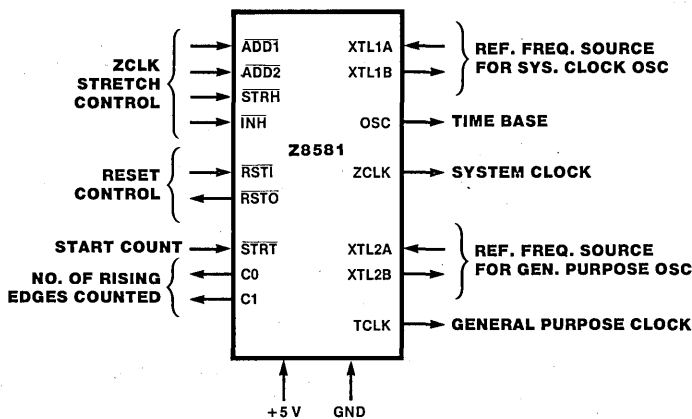 ZCLK
STRETCH
CONTROL
ADD1
ADD2
STRH
INH
RESET
CONTROL
RSTI
RSTO
START COUNT
STRT
NO. OF RISING
EDGES COUNTED
C0
C1
Z8581
XTL1A
XTL1B
REF. FREQ. SOURCE
FOR SYS. CLOCK OSC
OSC
TIME BASE
ZCLK
SYSTEM CLOCK
XTL2A
XTL2B
REF. FREQ. SOURCE
FOR GEN. PURPOSE OSC
TCLK
GENERAL PURPOSE CLOCK
+5 V
GND